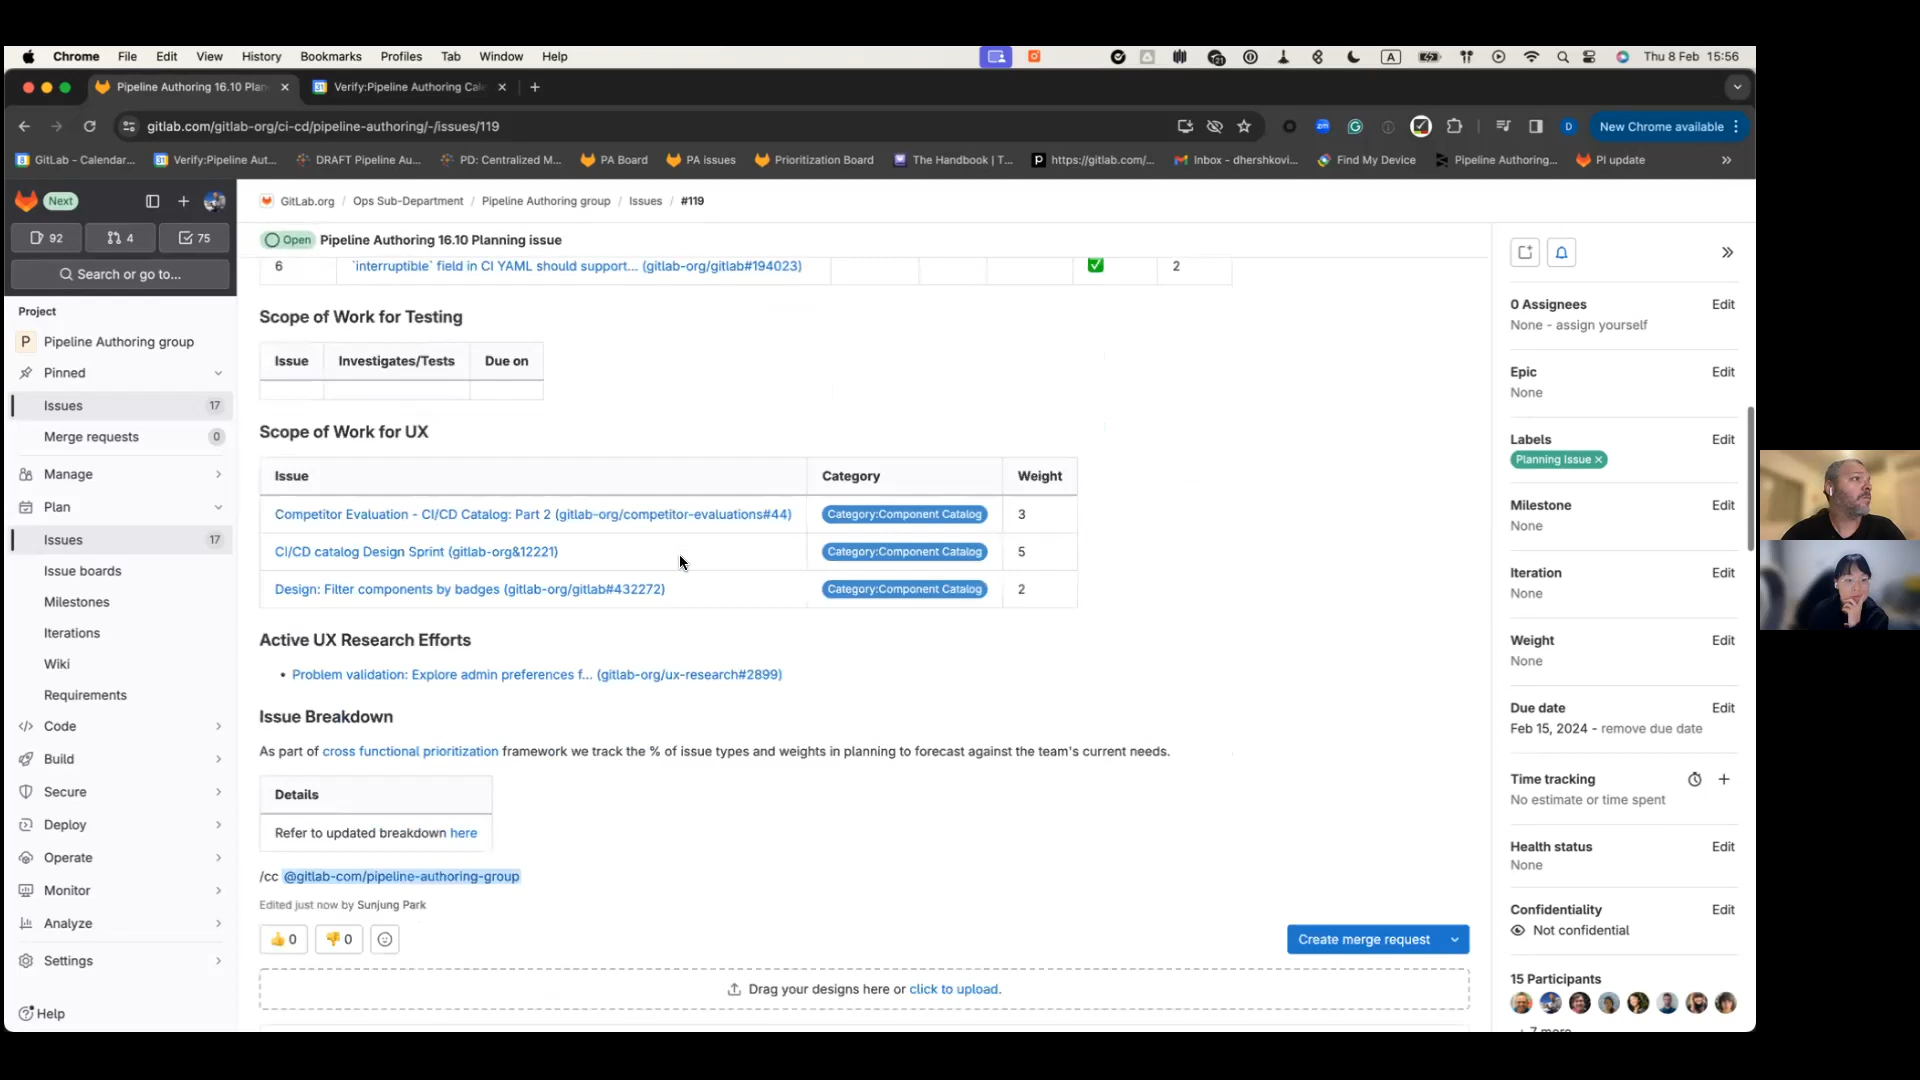 Chrome File Edit View History Bookmarks Profiles Tab Window Help A Thu 8 Feb 15:56
Pipeline Authoring 16.10 Plan
Verify:Pipeline Authoring Cal
gitlab.com/gitlab-org/ci-cd/pipeline-authoring/-/issues/119
D
New Chrome available
GitLab - Calendar...
Verify:Pipeline Aut...
DRAFT Pipeline Au...
PD: Centralized M...
PA Board
PA issues
Prioritization Board
The Handbook | T...
https://gitlab.com/...
Inbox - dhershkovi...
Find My Device
Pipeline Authoring...
PI update
Next
92
4
75
Search or go to...
Project
P Pipeline Authoring group
Pinned
Issues 17
Merge requests 0
Manage
Plan
Issues 17
Issue boards
Milestones
Iterations
Wiki
Requirements
Code
Build
Secure
Deploy
Operate
Monitor
Analyze
Settings
Help
GitLab.org / Ops Sub-Department / Pipeline Authoring group / Issues / #119
Open Pipeline Authoring 16.10 Planning issue
6 `interruptible` field in CI YAML should support... (gitlab-org/gitlab#194023) 2
Scope of Work for Testing
Issue Investigates/Tests Due on
Scope of Work for UX
Issue Category Weight
Competitor Evaluation - CI/CD Catalog: Part 2 (gitlab-org/competitor-evaluations#44) Category:Component Catalog 3
CI/CD catalog Design Sprint (gitlab-org&12221) Category:Component Catalog 5
Design: Filter components by badges (gitlab-org/gitlab#432272) Category:Component Catalog 2
Active UX Research Efforts
• Problem validation: Explore admin preferences f... (gitlab-org/ux-research#2899)
Issue Breakdown
As part of cross functional prioritization framework we track the % of issue types and weights in planning to forecast against the team's current needs.
Details
Refer to updated breakdown here
/cc @gitlab-com/pipeline-authoring-group
Edited just now by Sunjung Park
0
0
Create merge request
Drag your designs here or click to upload.
0 Assignees Edit
None - assign yourself
Epic Edit
None
Labels Edit
Planning Issue ×
Milestone Edit
None
Iteration Edit
None
Weight Edit
None
Due date Edit
Feb 15, 2024 - remove due date
Time tracking
No estimate or time spent
Health status Edit
None
Confidentiality Edit
Not confidential
15 Participants
+ 7 more